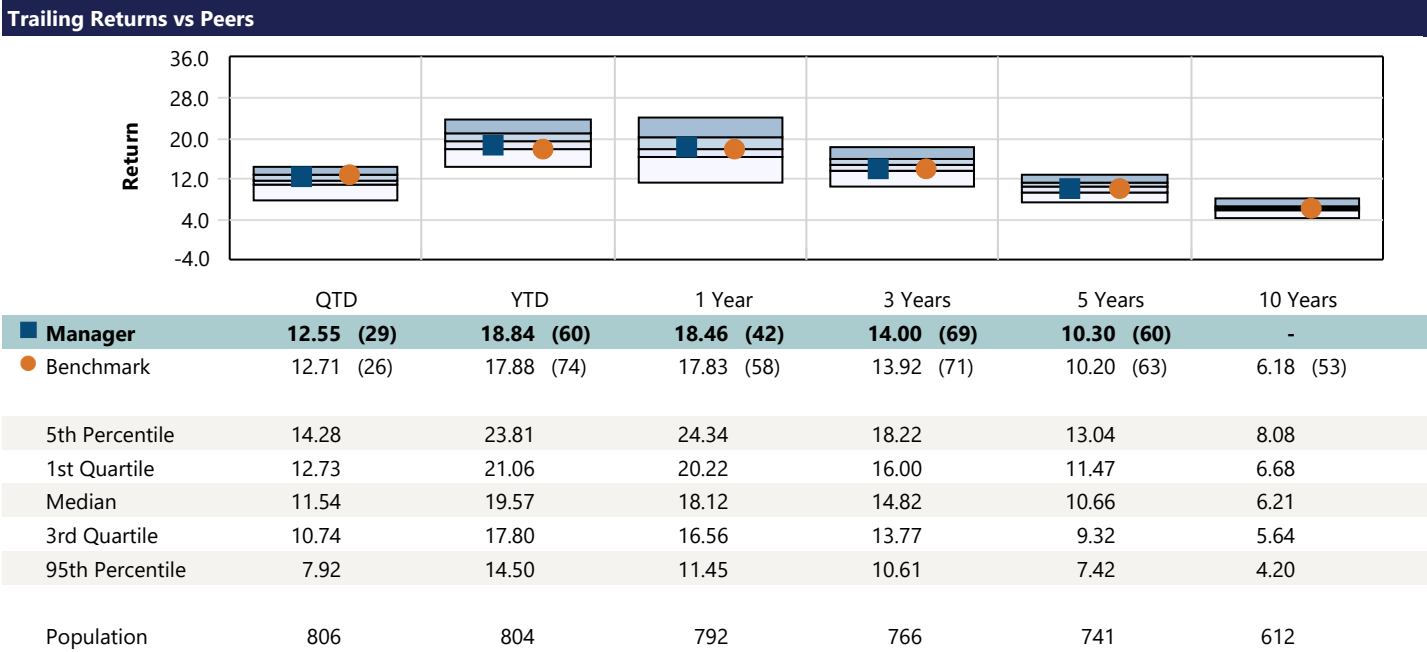 Trailing Returns vs Peers
36.0
28.0
20.0
12.0
4.0
-4.0
Return
QTD YTD 1 Year 3 Years 5 Years 10 Years
Manager 12.55 (29) 18.84 (60) 18.46 (42) 14.00 (69) 10.30 (60) -
Benchmark 12.71 (26) 17.88 (74) 17.83 (58) 13.92 (71) 10.20 (63) 6.18 (53)
5th Percentile 14.28 23.81 24.34 18.22 13.04 8.08
1st Quartile 12.73 21.06 20.22 16.00 11.47 6.68
Median 11.54 19.57 18.12 14.82 10.66 6.21
3rd Quartile 10.74 17.80 16.56 13.77 9.32 5.64
95th Percentile 7.92 14.50 11.45 10.61 7.42 4.20
Population 806 804 792 766 741 612